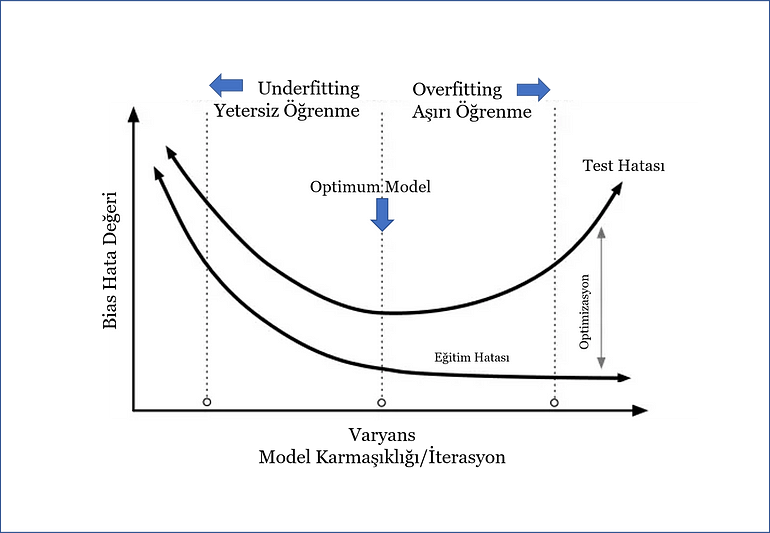 Underfitting
Yetersiz Öğrenme
Overfitting
Aşırı Öğrenme
Test Hatası
Optimum Model
Bias Hata Değeri
Optimizasyon
Eğitim Hatası
Varyans
Model Karmaşıklığı/İterasyon